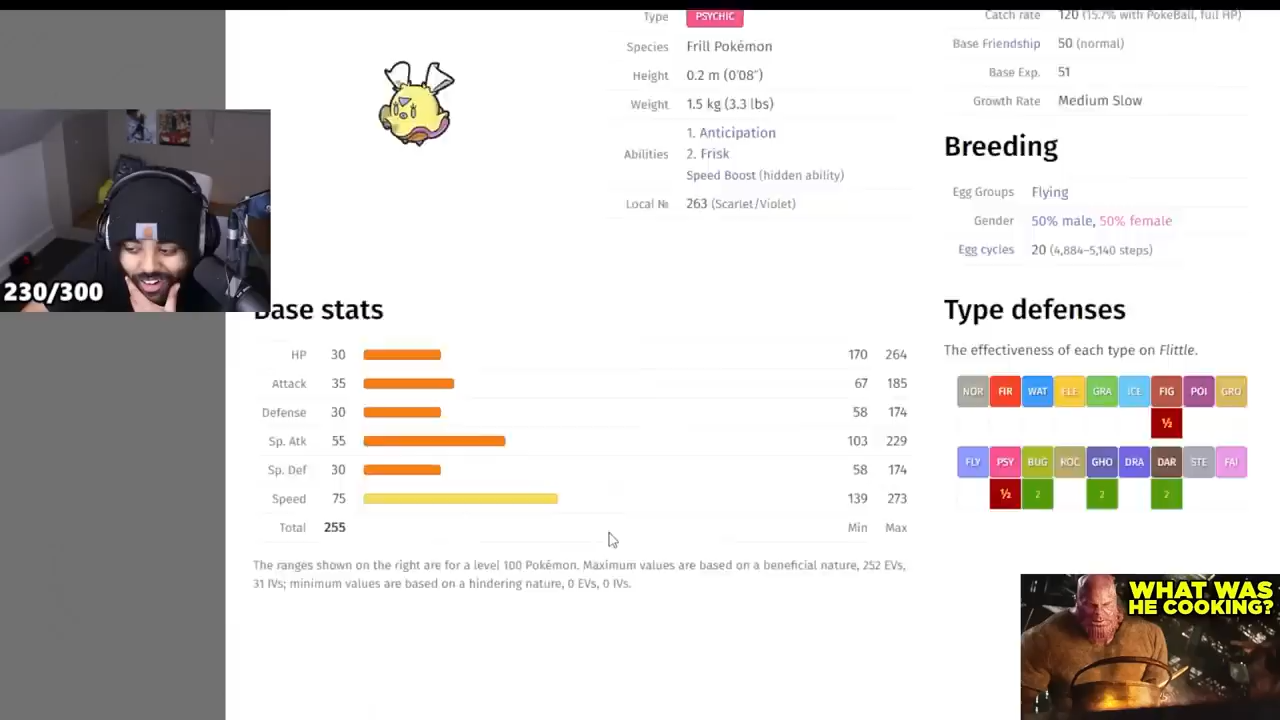 Type PSYCHIC
Species Frill Pokémon
Height 0.2 m (0′08″)
Weight 1.5 kg (3.3 lbs)
Abilities 1. Anticipation
2. Frisk
Speed Boost (hidden ability)
Local № 263 (Scarlet/Violet)
Catch rate 120 (15.7% with PokéBall, full HP)
Base Friendship 50 (normal)
Base Exp. 51
Growth Rate Medium Slow
Breeding
Egg Groups Flying
Gender 50% male, 50% female
Egg cycles 20 (4,884–5,140 steps)
230/300
Base stats
HP 30 170 264
Attack 35 67 185
Defense 30 58 174
Sp. Atk 55 103 229
Sp. Def 30 58 174
Speed 75 139 273
Total 255 Min Max
The ranges shown on the right are for a level 100 Pokémon. Maximum values are based on a beneficial nature, 252 EVs,
31 IVs; minimum values are based on a hindering nature, 0 EVs, 0 IVs.
Type defenses
The effectiveness of each type on Flittle.
NOR FIR WAT ELE GRA ICE FIG POI GRO
½
FLY PSY BUG ROC GHO DRA DAR STE FAI
½ 2 2 2
WHAT WAS
HE COOKING?